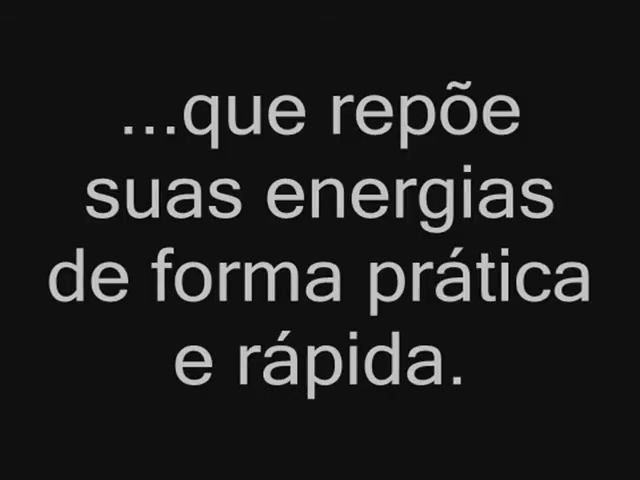 ...que repõe
suas energias
de forma prática
e rápida.